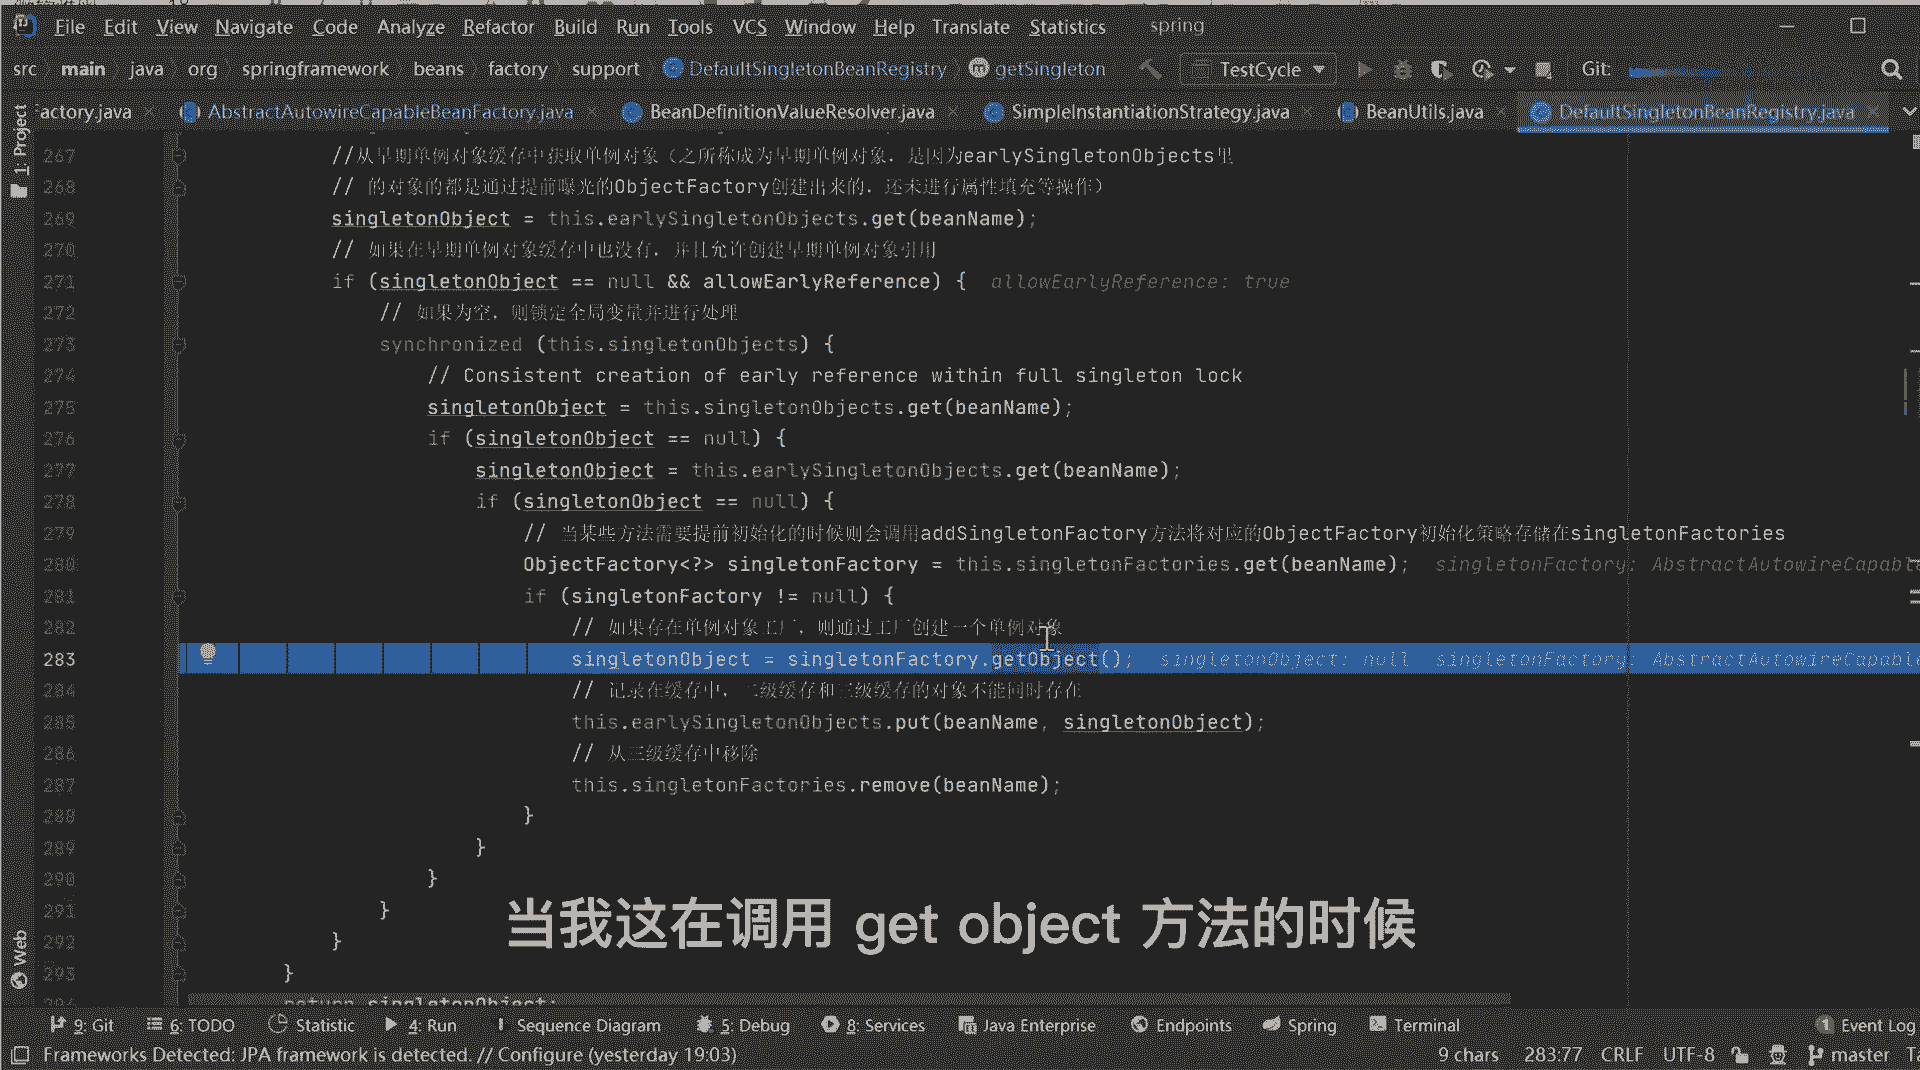 File Edit View Navigate Code Analyze Refactor Build Run Tools VCS Window Help Translate Statistics spring
src main java org springframework beans factory support DefaultSingletonBeanRegistry getSingleton TestCycle Git:
Factory.java AbstractAutowireCapableBeanFactory.java BeanDefinitionValueResolver.java SimpleInstantiationStrategy.java BeanUtils.java DefaultSingletonBeanRegistry.java
1: Project
267 //从早期单例对象缓存中获取单例对象（之所称成为早期单例对象，是因为earlySingletonObjects里
268 // 的对象的都是通过提前曝光的ObjectFactory创建出来的，还未进行属性填充等操作）
269 singletonObject = this.earlySingletonObjects.get(beanName);
270 // 如果在早期单例对象缓存中也没有，并且允许创建早期单例对象引用
271 if (singletonObject == null && allowEarlyReference) { allowEarlyReference: true
272 // 如果为空，则锁定全局变量并进行处理
273 synchronized (this.singletonObjects) {
274 // Consistent creation of early reference within full singleton lock
275 singletonObject = this.singletonObjects.get(beanName);
276 if (singletonObject == null) {
277 singletonObject = this.earlySingletonObjects.get(beanName);
278 if (singletonObject == null) {
279 // 当某些方法需要提前初始化的时候则会调用addSingletonFactory方法将对应的ObjectFactory初始化策略存储在singletonFactories
280 ObjectFactory<?> singletonFactory = this.singletonFactories.get(beanName); singletonFactory: AbstractAutowireCapable
281 if (singletonFactory != null) {
282 // 如果存在单例对象工厂，则通过工厂创建一个单例对象
283 singletonObject = singletonFactory.getObject(); singletonObject: null singletonFactory: AbstractAutowireCapable
284 // 记录在缓存中，二级缓存和三级缓存的对象不能同时存在
285 this.earlySingletonObjects.put(beanName, singletonObject);
286 // 从三级缓存中移除
287 this.singletonFactories.remove(beanName);
288 }
289 }
290 }
291 }
292 }
293 }
294 return singletonObject;
当我这在调用 get object 方法的时候
Web
9: Git 6: TODO Statistic 4: Run Sequence Diagram 5: Debug 8: Services Java Enterprise Endpoints Spring Terminal 1 Event Log
Frameworks Detected: JPA framework is detected. // Configure (yesterday 19:03) 9 chars 283:77 CRLF UTF-8 master